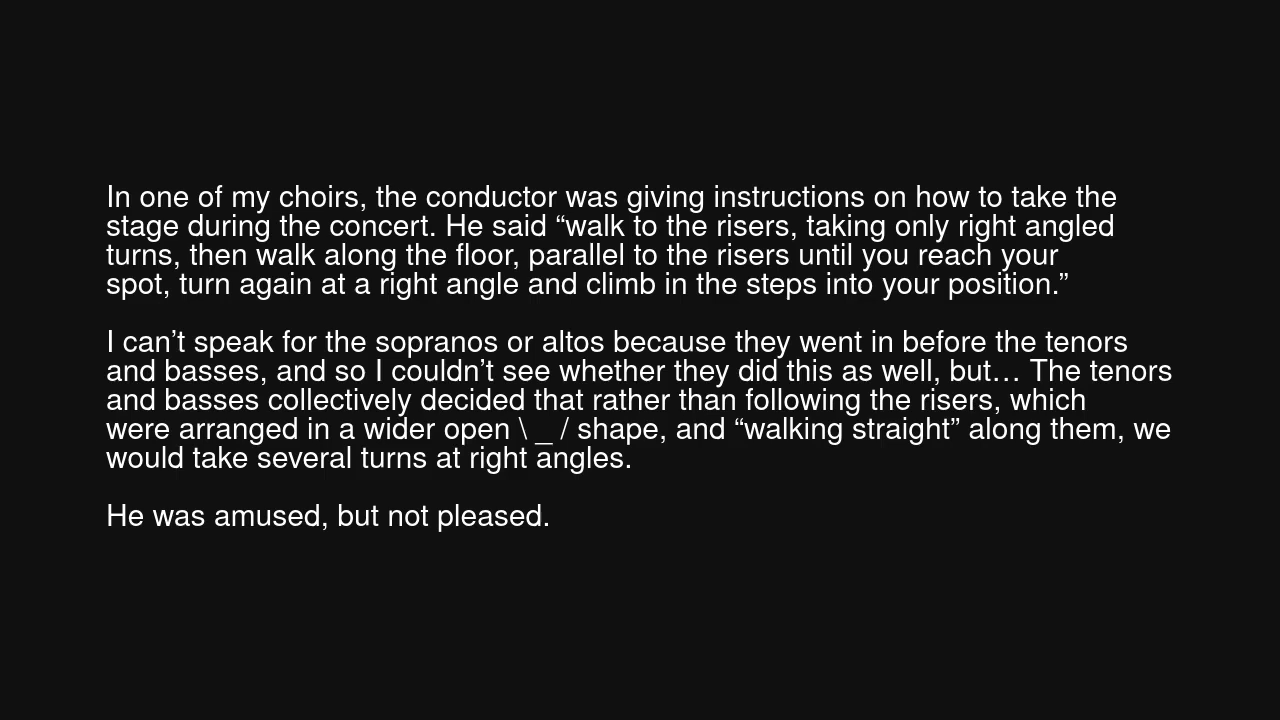 In one of my choirs, the conductor was giving instructions on how to take the
stage during the concert. He said “walk to the risers, taking only right angled
turns, then walk along the floor, parallel to the risers until you reach your
spot, turn again at a right angle and climb in the steps into your position.”
I can’t speak for the sopranos or altos because they went in before the tenors
and basses, and so I couldn’t see whether they did this as well, but… The tenors
and basses collectively decided that rather than following the risers, which
were arranged in a wider open \ _ / shape, and “walking straight” along them, we
would take several turns at right angles.
He was amused, but not pleased.